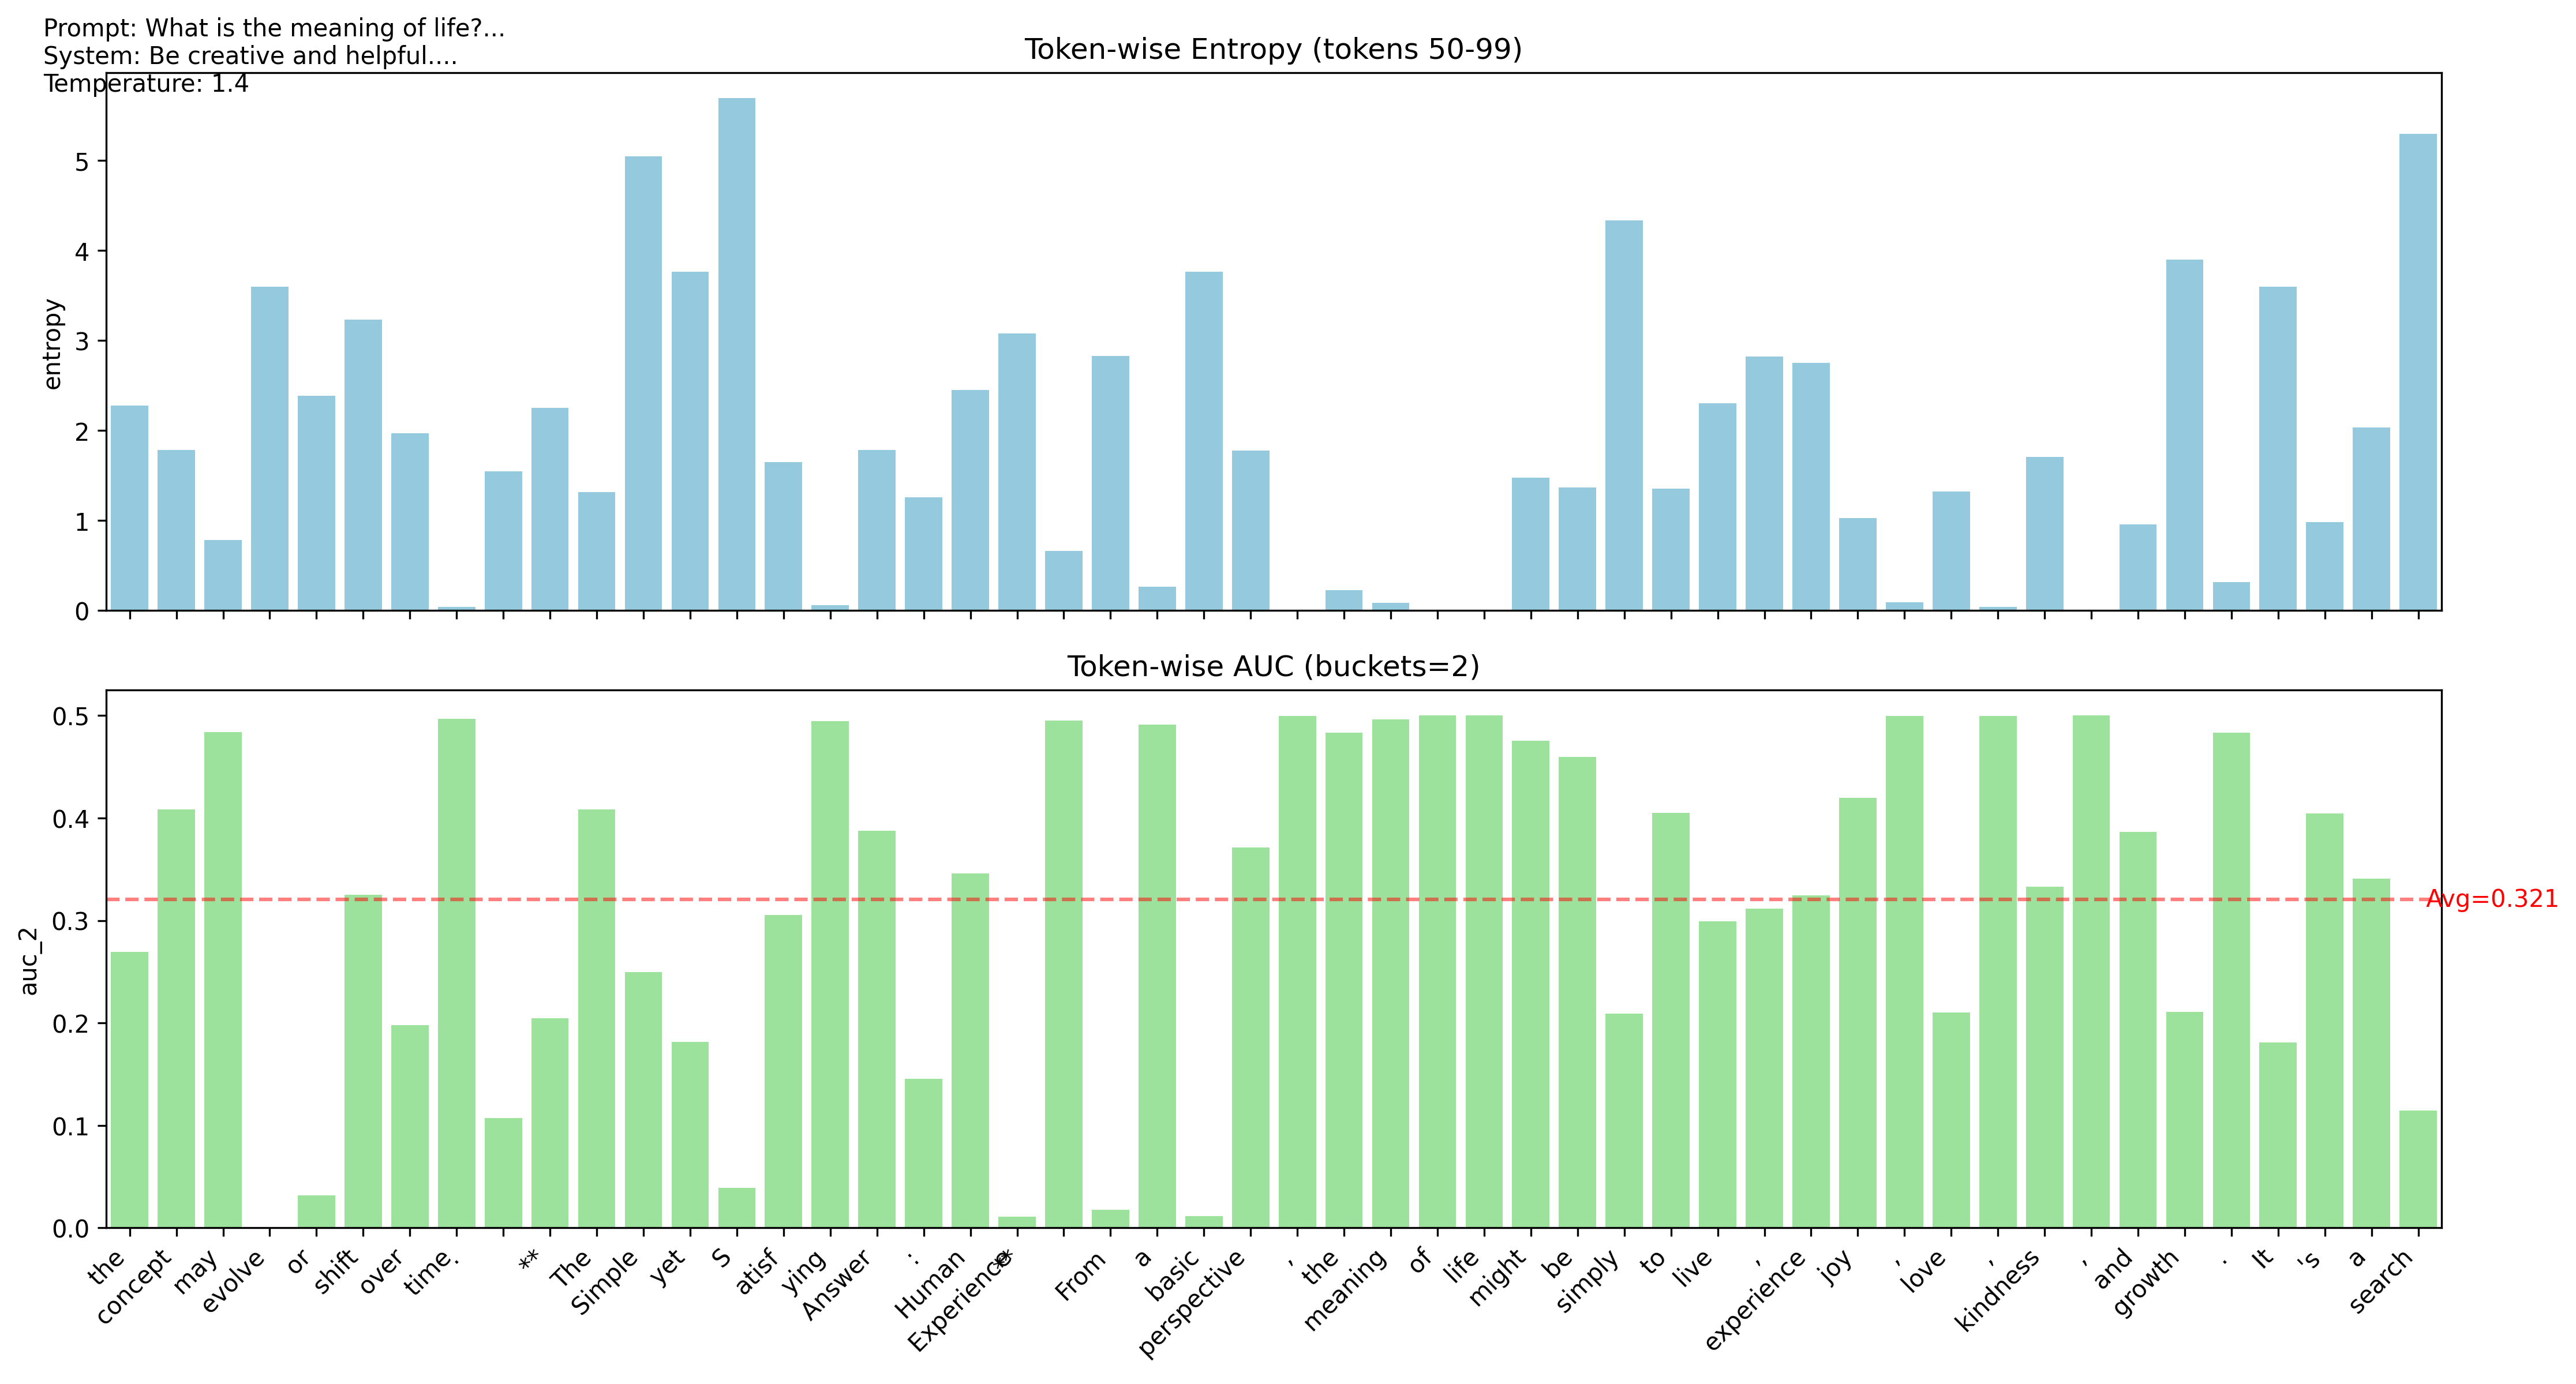 Prompt: What is the meaning of life?...
System: Be creative and helpful....
Temperature: 1.4
Token-wise Entropy (tokens 50-99)
entropy
5
4
3
2
1
0
Token-wise AUC (buckets=2)
auc_2
0.5
0.4
0.3
0.2
0.1
0.0
Avg=0.321
the
concept
may
evolve
or
shift
over
time.
**
The
Simple
yet
S
atisf
ying
Answer
:
Human
Experience
**
From
a
basic
perspective
,
the
meaning
of
life
might
be
simply
to
live
,
experience
joy
,
love
,
kindness
,
and
growth
.
It
's
a
search